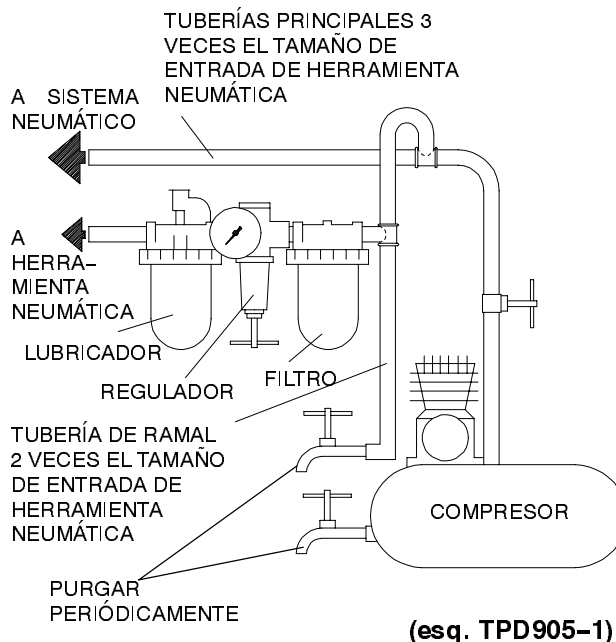 TUBERÍAS PRINCIPALES 3
VECES EL TAMAÑO DE
ENTRADA DE HERRAMIENTA
NEUMÁTICA
A SISTEMA
NEUMÁTICO
A
HERRA–
MIENTA
NEUMÁTICA
LUBRICADOR
REGULADOR
FILTRO
TUBERÍA DE RAMAL
2 VECES EL TAMAÑO
DE ENTRADA DE
HERRAMIENTA
NEUMÁTICA
COMPRESOR
PURGAR
PERIÓDICAMENTE
(esq. TPD905–1)